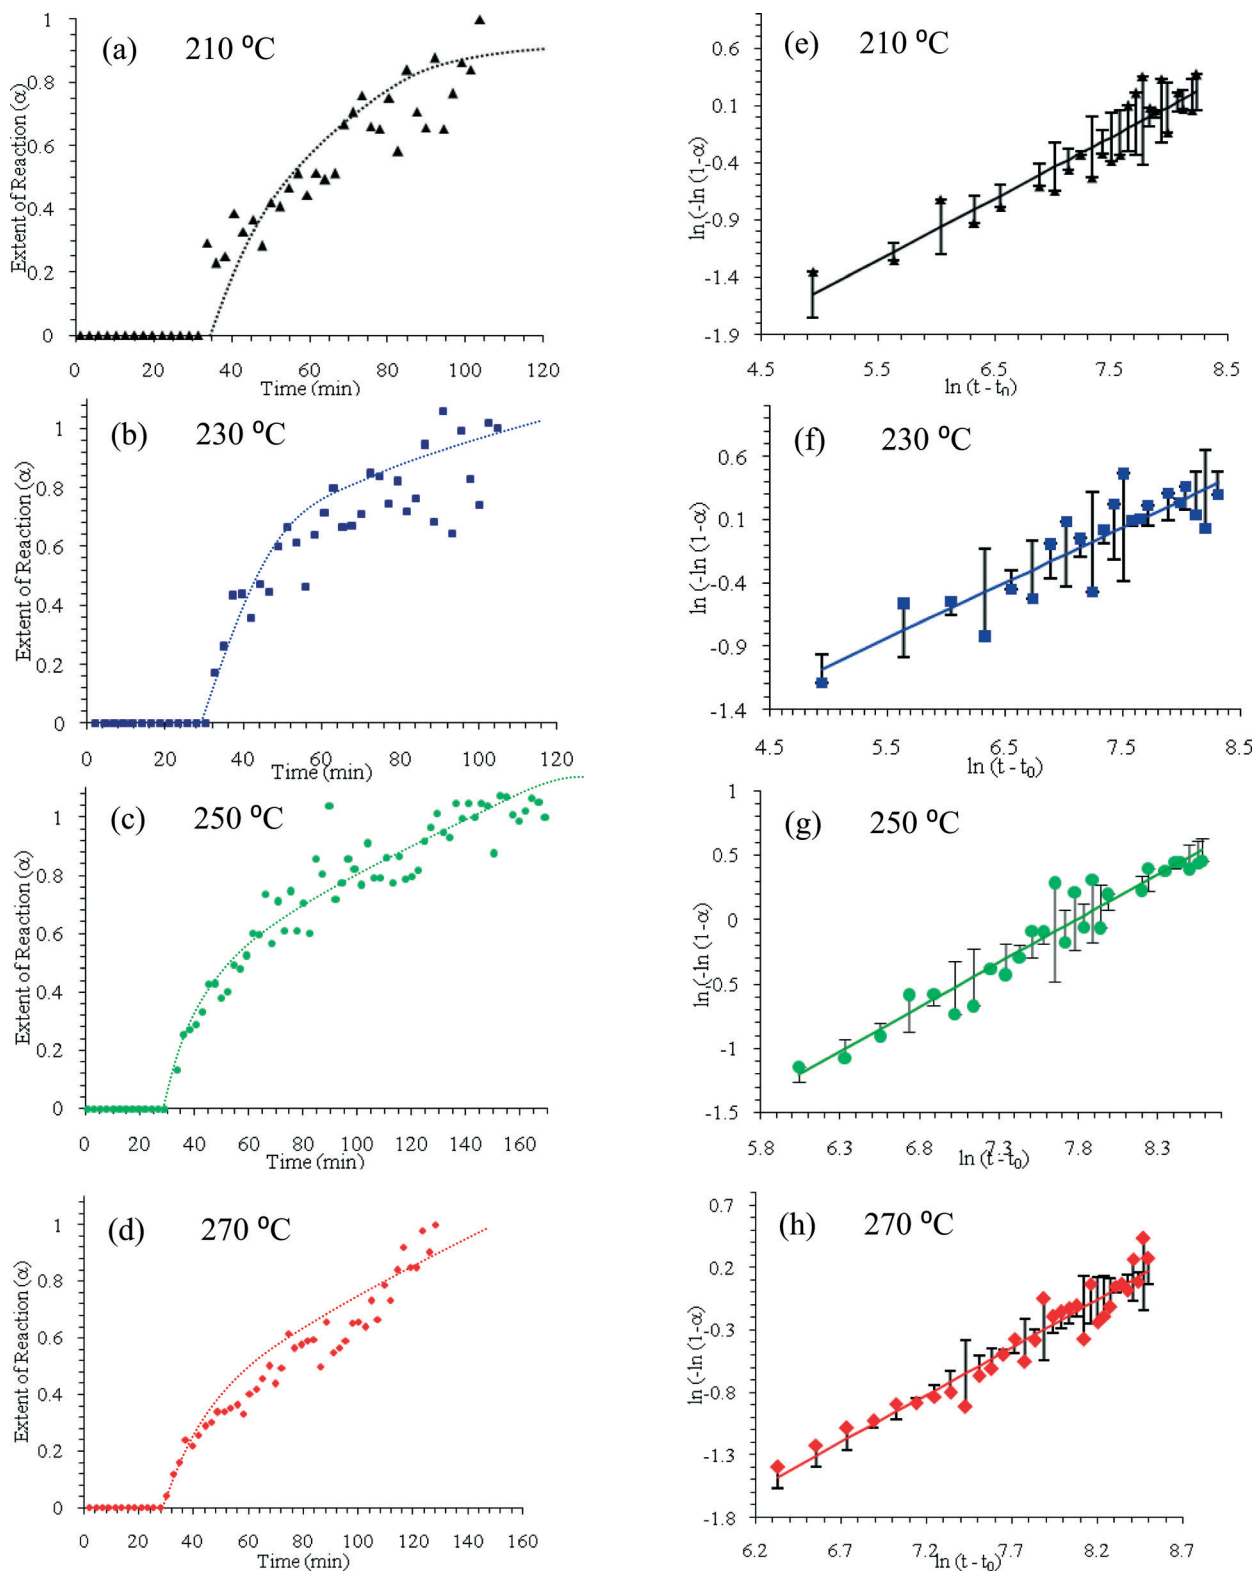 (a) 210 ⁰C
Extent of Reaction (α)
1
0.8
0.6
0.4
0.2
0
0 20 40 60 80 100 120
Time (min)
(e) 210 ⁰C
ln (-ln (1-α)
0.6
0.1
-0.4
-0.9
-1.4
-1.9
4.5 5.5 6.5 7.5 8.5
ln (t - t₀)
(b) 230 ⁰C
Extent of Reaction (α)
1
0.8
0.6
0.4
0.2
0
0 20 40 60 80 100 120
Time (min)
(f) 230 ⁰C
ln (-ln (1-α)
0.6
0.1
-0.4
-0.9
-1.4
4.5 5.5 6.5 7.5 8.5
ln (t - t₀)
(c) 250 ⁰C
Extent of Reaction (α)
1
0.8
0.6
0.4
0.2
0
0 20 40 60 80 100 120 140 160
Time (min)
(g) 250 ⁰C
ln (-ln (1-α)
1
0.5
0
-0.5
-1
-1.5
5.8 6.3 6.8 7.3 7.8 8.3
ln (t - t₀)
(d) 270 ⁰C
Extent of Reaction (α)
1
0.8
0.6
0.4
0.2
0
0 20 40 60 80 100 120 140 160
Time (min)
(h) 270 ⁰C
ln (-ln (1-α)
0.7
0.2
-0.3
-0.8
-1.3
-1.8
6.2 6.7 7.2 7.7 8.2 8.7
ln (t - t₀)